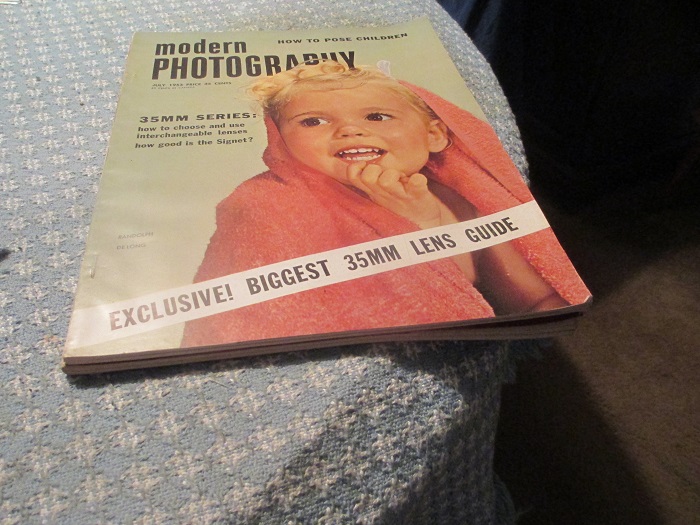 HOW TO POSE CHILDREN
modern
PHOTOGRAPHY
35MM SERIES:
how to choose and use
interchangeable lenses
how good is the Signet?
EXCLUSIVE! BIGGEST 35MM LENS GUIDE